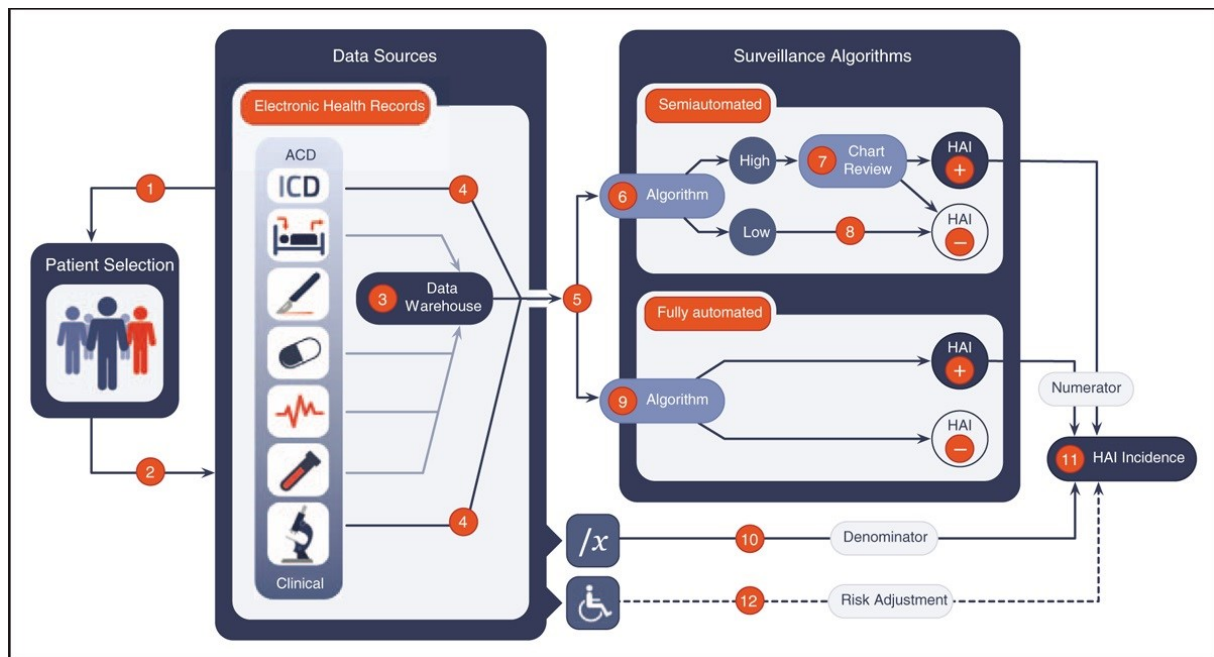 Data Sources
Surveillance Algorithms
Electronic Health Records
Semiautomated
ACD
ICD
1
4
6
Algorithm
High
7
Chart
Review
HAI
+
Low
8
HAI
−
Patient Selection
3
Data
Warehouse
5
Fully automated
9
Algorithm
HAI
+
HAI
−
Numerator
2
4
11
HAI Incidence
Clinical
/x
10
Denominator
12
Risk Adjustment